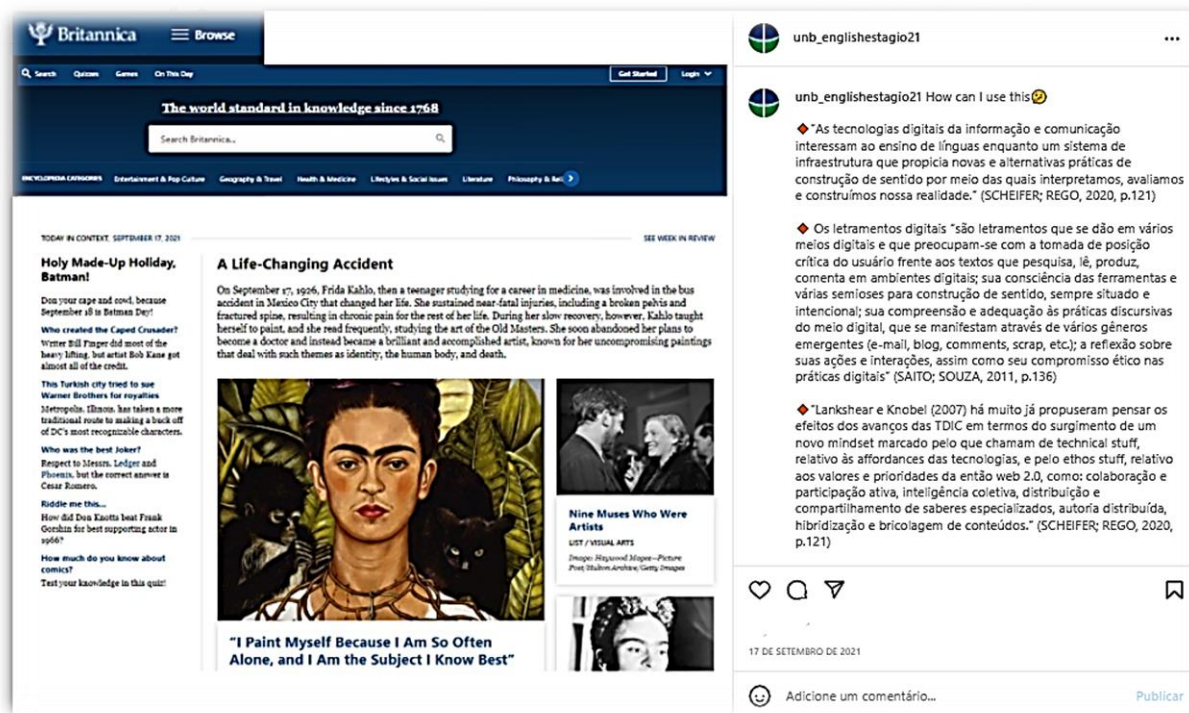 Britannica
Browse
Search Quizzes Games On This Day
Get Started Login
The world standard in knowledge since 1768
Search Britannica...
ENCYCLOPEDIA CATEGORIES Entertainment & Pop Culture Geography & Travel Health & Medicine Lifestyles & Social Issues Literature Philosophy & Rel
TODAY IN CONTEXT, SEPTEMBER 17, 2021
SEE WEEK IN REVIEW
Holy Made-Up Holiday,
Batman!
Don your cape and cowl, because
September 18 is Batman Day!
Who created the Caped Crusader?
Writer Bill Finger did most of the
heavy lifting, but artist Bob Kane got
almost all of the credit.
This Turkish city tried to sue
Warner Brothers for royalties
Metropolis, Illinois, has taken a more
traditional route to making a buck off
of DC's most recognizable characters.
Who was the best Joker?
Respect to Messrs. Ledger and
Phoenix, but the correct answer is
Cesar Romero.
Riddle me this...
How did Don Knotts beat Frank
Gorshin for best supporting actor in
1966?
How much do you know about
comics?
Test your knowledge in this quiz!
A Life-Changing Accident
On September 17, 1926, Frida Kahlo, then a teenager studying for a career in medicine, was involved in the bus
accident in Mexico City that changed her life. She sustained near-fatal injuries, including a broken pelvis and
fractured spine, resulting in chronic pain for the rest of her life. During her slow recovery, however, Kahlo taught
herself to paint, and she read frequently, studying the art of the Old Masters. She soon abandoned her plans to
become a doctor and instead became a brilliant and accomplished artist, known for her uncompromising paintings
that deal with such themes as identity, the human body, and death.
"I Paint Myself Because I Am So Often
Alone, and I Am the Subject I Know Best"
Nine Muses Who Were
Artists
LIST / VISUAL ARTS
Image: Haywood Magee—Picture
Post/Hulton Archive/Getty Images
unb_englishestagio21
unb_englishestagio21 How can I use this🤔
"As tecnologias digitais da informação e comunicação
interessam ao ensino de línguas enquanto um sistema de
infraestrutura que propicia novas e alternativas práticas de
construção de sentido por meio das quais interpretamos, avaliamos
e construímos nossa realidade." (SCHEIFER; REGO, 2020, p.121)
Os letramentos digitais "são letramentos que se dão em vários
meios digitais e que preocupam-se com a tomada de posição
crítica do usuário frente aos textos que pesquisa, lê, produz,
comenta em ambientes digitais; sua consciência das ferramentas e
várias semioses para construção de sentido, sempre situado e
intencional; sua compreensão e adequação às práticas discursivas
do meio digital, que se manifestam através de vários gêneros
emergentes (e-mail, blog, comments, scrap, etc.); a reflexão sobre
suas ações e interações, assim como seu compromisso ético nas
práticas digitais" (SAITO; SOUZA, 2011, p.136)
"Lankshear e Knobel (2007) há muito já propuseram pensar os
efeitos dos avanços das TDIC em termos do surgimento de um
novo mindset marcado pelo que chamam de technical stuff,
relativo às affordances das tecnologias, e pelo ethos stuff, relativo
aos valores e prioridades da então web 2.0, como: colaboração e
participação ativa, inteligência coletiva, distribuição e
compartilhamento de saberes especializados, autoria distribuída,
hibridização e bricolagem de conteúdos." (SCHEIFER; REGO, 2020,
p.121)
17 DE SETEMBRO DE 2021
Adicione um comentário...
Publicar